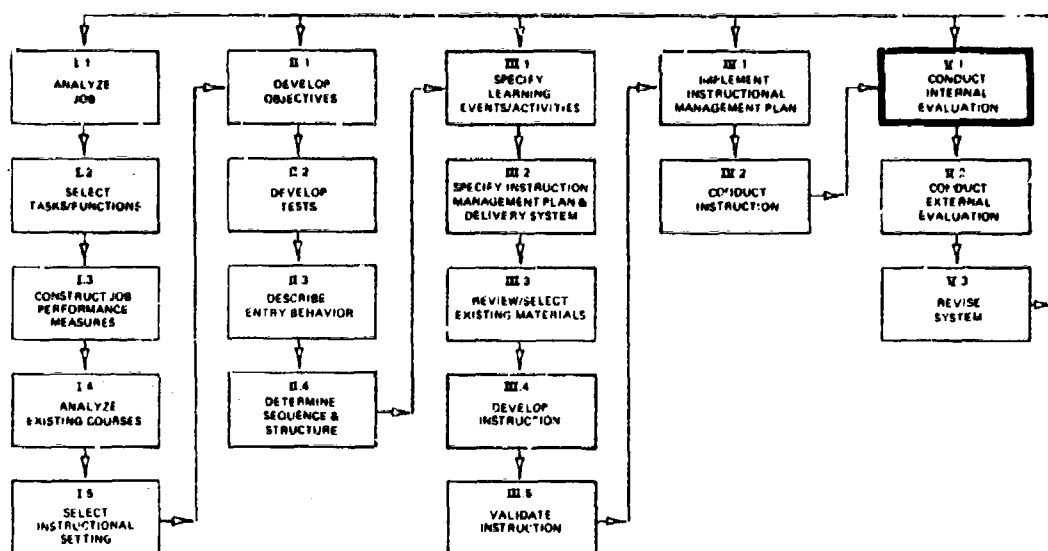 I.1
ANALYZE
JOB
I.2
SELECT
TASKS/FUNCTIONS
I.3
CONSTRUCT JOB
PERFORMANCE
MEASURES
I.4
ANALYZE
EXISTING COURSES
I.5
SELECT
INSTRUCTIONAL
SETTING
II.1
DEVELOP
OBJECTIVES
II.2
DEVELOP
TESTS
II.3
DESCRIBE
ENTRY BEHAVIOR
II.4
DETERMINE
SEQUENCE &
STRUCTURE
III.1
SPECIFY
LEARNING
EVENTS/ACTIVITIES
III.2
SPECIFY INSTRUCTION
MANAGEMENT PLAN &
DELIVERY SYSTEM
III.3
REVIEW/SELECT
EXISTING MATERIALS
III.4
DEVELOP
INSTRUCTION
III.5
VALIDATE
INSTRUCTION
IV.1
IMPLEMENT
INSTRUCTIONAL
MANAGEMENT PLAN
IV.2
CONDUCT
INSTRUCTION
V.1
CONDUCT
INTERNAL
EVALUATION
V.2
CONDUCT
EXTERNAL
EVALUATION
V.3
REVISE
SYSTEM